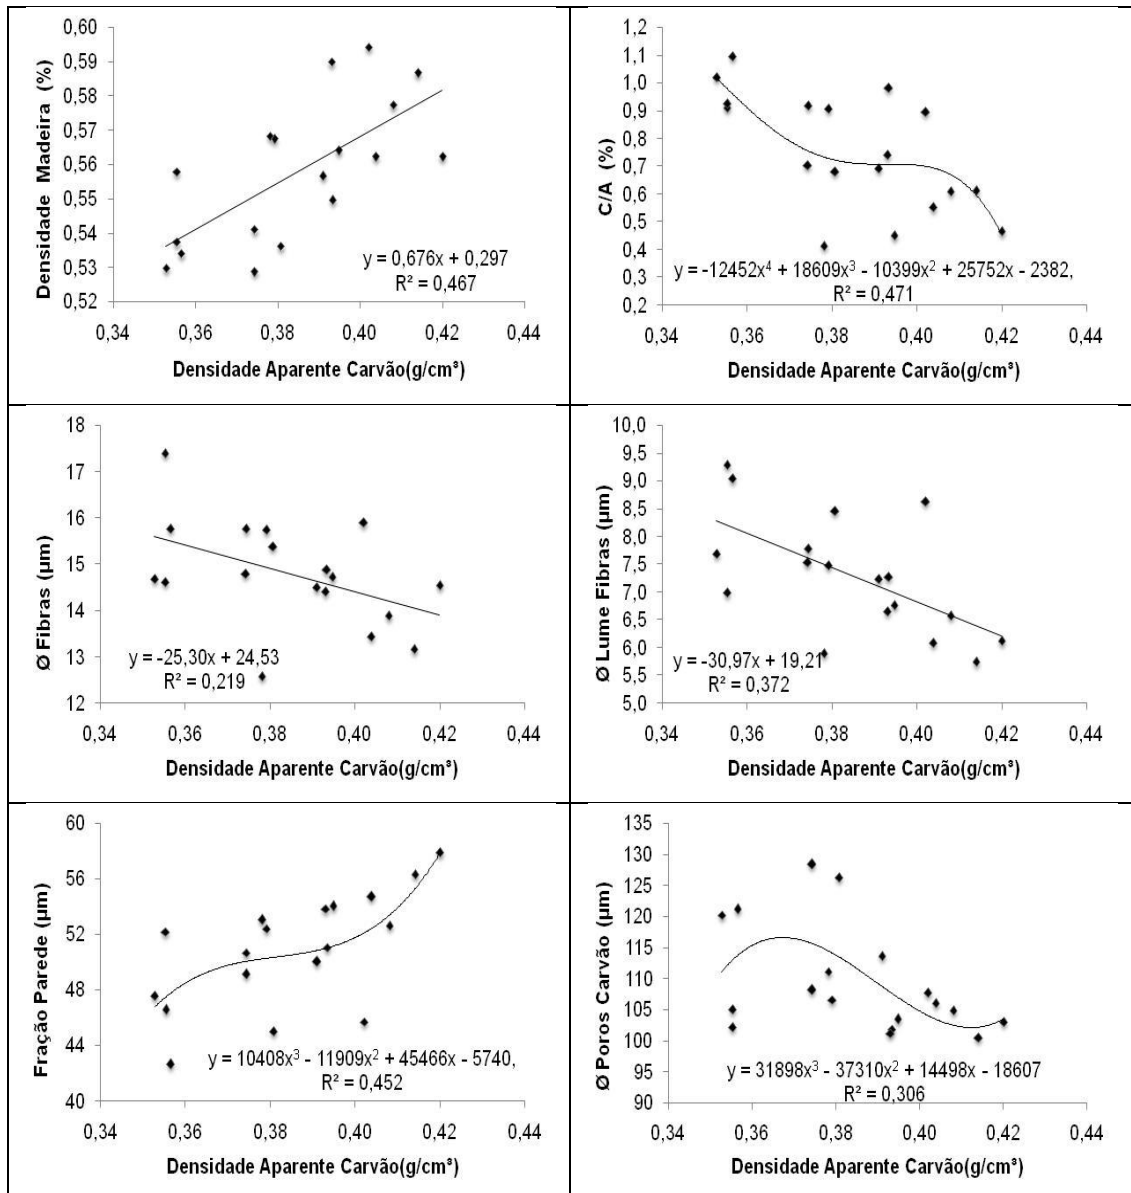 0,60
0,59
0,58
0,57
0,56
0,55
0,54
0,53
0,52
Densidade Madeira (%)
y = 0,676x + 0,297
R² = 0,467
0,34 0,36 0,38 0,40 0,42 0,44
Densidade Aparente Carvão(g/cm³)
1,2
1,1
1,0
0,9
0,8
0,7
0,6
0,5
0,4
0,3
0,2
C/A (%)
y = -12452x⁴ + 18609x³ - 10399x² + 25752x - 2382,
R² = 0,471
0,34 0,36 0,38 0,40 0,42 0,44
Densidade Aparente Carvão(g/cm³)
18
17
16
15
14
13
12
Ø Fibras (µm)
y = -25,30x + 24,53
R² = 0,219
0,34 0,36 0,38 0,40 0,42 0,44
Densidade Aparente Carvão(g/cm³)
10,0
9,5
9,0
8,5
8,0
7,5
7,0
6,5
6,0
5,5
5,0
Ø Lume Fibras (µm)
y = -30,97x + 19,21
R² = 0,372
0,34 0,36 0,38 0,40 0,42 0,44
Densidade Aparente Carvão(g/cm³)
60
56
52
48
44
40
Fração Parede (µm)
y = 10408x³ - 11909x² + 45466x - 5740,
R² = 0,452
0,34 0,36 0,38 0,40 0,42 0,44
Densidade Aparente Carvão(g/cm³)
135
130
125
120
115
110
105
100
95
90
Ø Poros Carvão (µm)
y = 31898x³ - 37310x² + 14498x - 18607
R² = 0,306
0,34 0,36 0,38 0,40 0,42 0,44
Densidade Aparente Carvão(g/cm³)